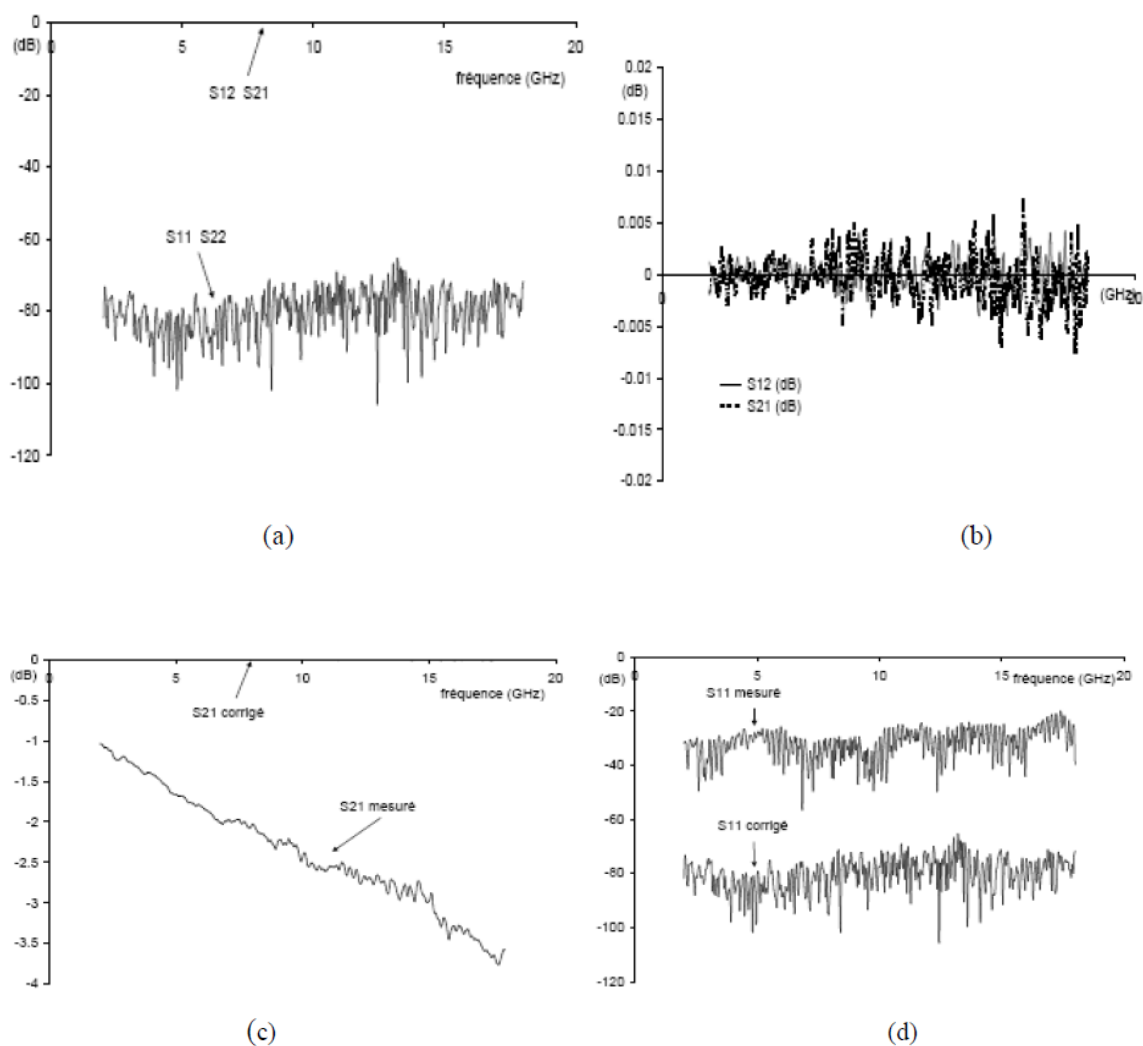 0
(dB)
0 5 10 15 20
fréquence (GHz)
S12 S21
-20
-40
-60
S11 S22
-80
-100
-120
(a)
0.02
(dB)
0.015
0.01
0.005
0
0 (GHz) 20
-0.005
-0.01
S12 (dB)
S21 (dB)
-0.015
-0.02
(b)
0
(dB)
0 5 10 15 20
fréquence (GHz)
-0.5
S21 corrigé
-1
-1.5
S21 mesuré
-2
-2.5
-3
-3.5
-4
(c)
0
(dB)
0 5 10 15 20
fréquence (GHz)
S11 mesuré
-20
-40
-60
S11 corrigé
-80
-100
-120
(d)